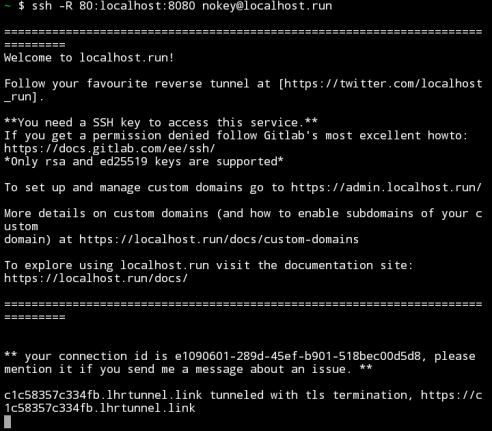 ~ $ ssh -R 80:localhost:8080 nokey@localhost.run
======================================================================
=========
Welcome to localhost.run!
Follow your favourite reverse tunnel at [https://twitter.com/localhost
_run].
**You need a SSH key to access this service.**
If you get a permission denied follow Gitlab's most excellent howto:
https://docs.gitlab.com/ee/ssh/
*Only rsa and ed25519 keys are supported*
To set up and manage custom domains go to https://admin.localhost.run/
More details on custom domains (and how to enable subdomains of your c
ustom
domain) at https://localhost.run/docs/custom-domains
To explore using localhost.run visit the documentation site:
https://localhost.run/docs/
======================================================================
=========
** your connection id is e1090601-289d-45ef-b901-518bec00d5d8, please
mention it if you send me a message about an issue. **
c1c58357c334fb.lhrtunnel.link tunneled with tls termination, https://c
1c58357c334fb.lhrtunnel.link